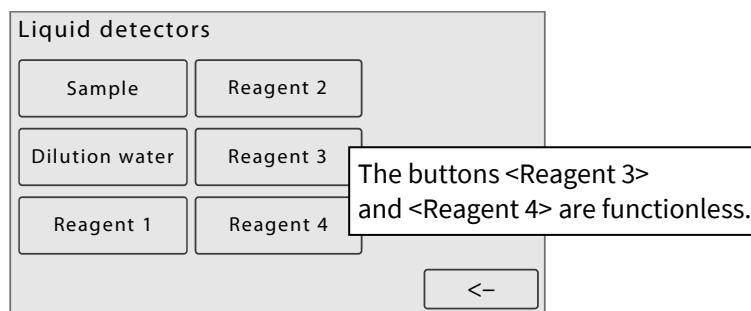 Liquid detectors
Sample
Reagent 2
Dilution water
Reagent 3
Reagent 1
Reagent 4
The buttons <Reagent 3>
and <Reagent 4> are functionless.
<–